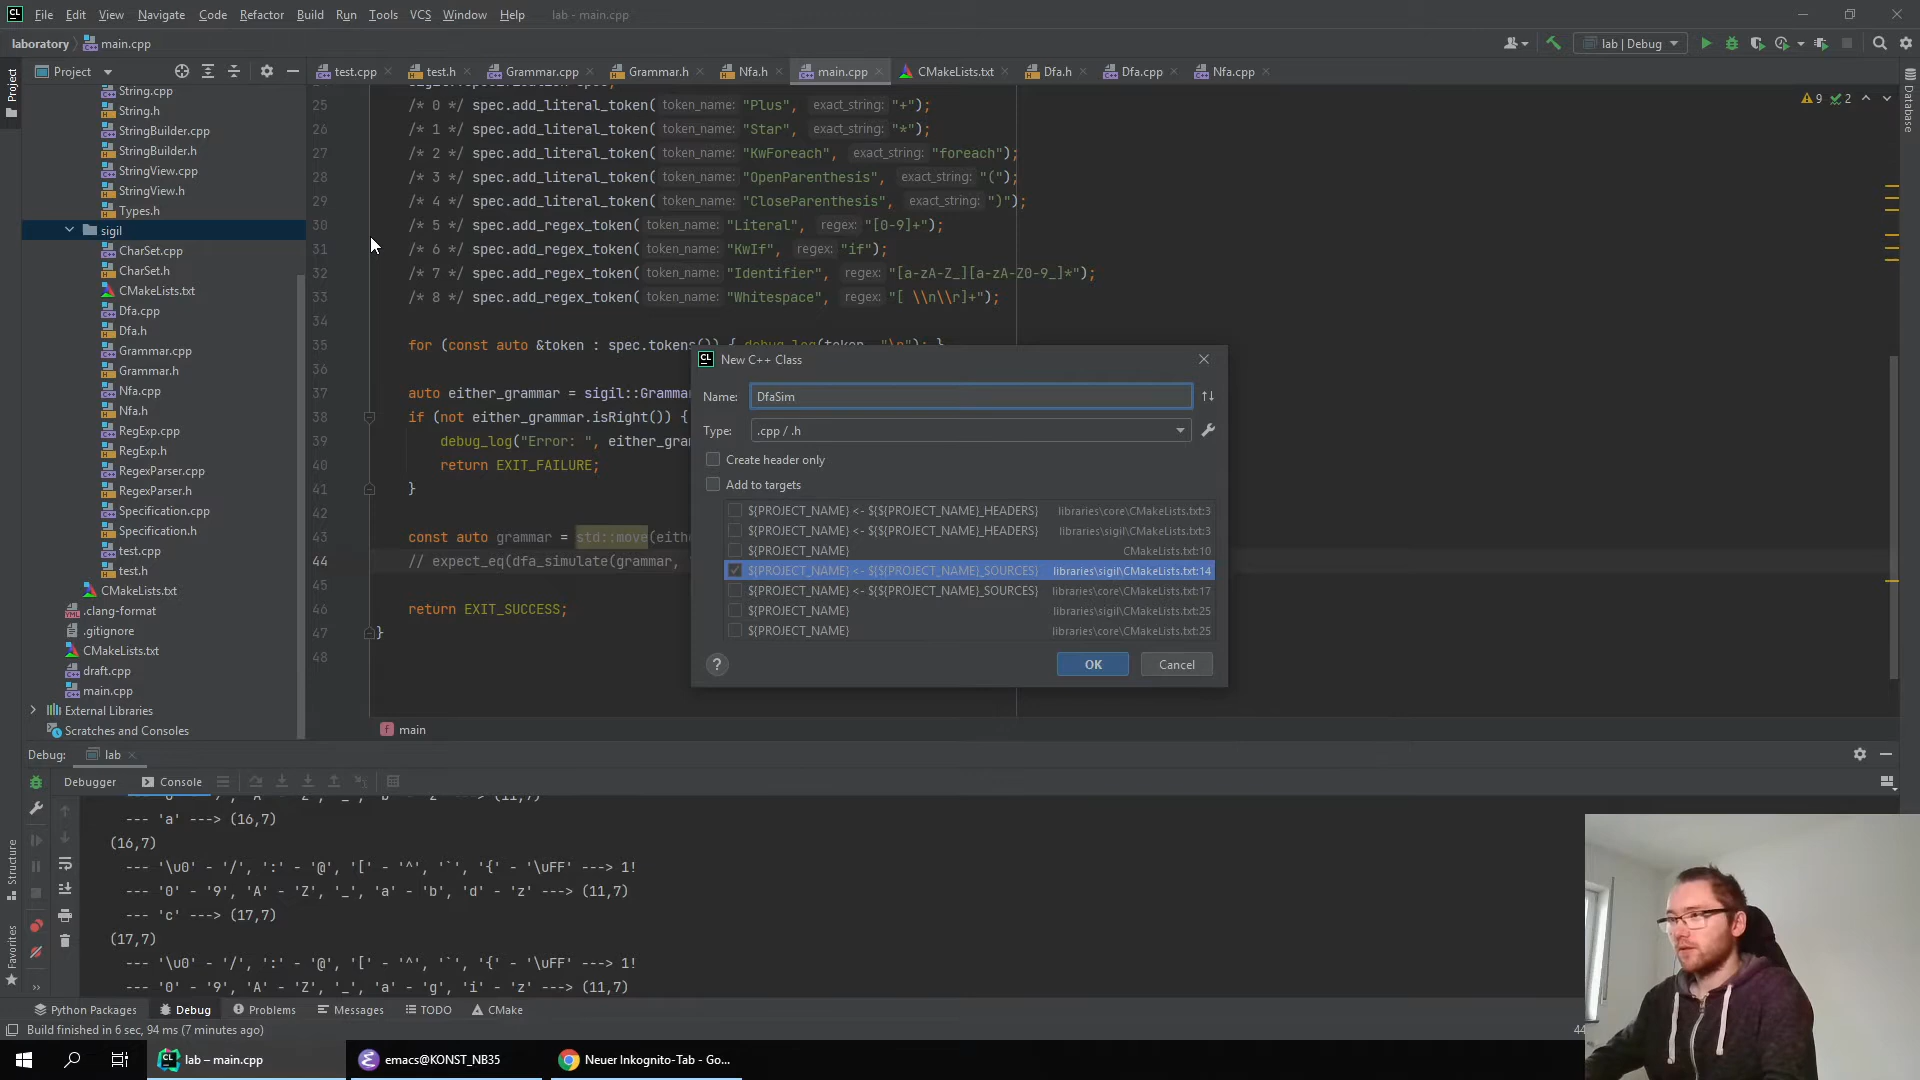 File Edit View Navigate Code Refactor Build Run Tools VCS Window Help lab - main.cpp
laboratory main.cpp
lab | Debug
Project
test.cpp test.h Grammar.cpp Grammar.h Nfa.h main.cpp CMakeLists.txt Dfa.h Dfa.cpp Nfa.cpp
9 2
Project
Database
String.cpp
String.h
StringBuilder.cpp
StringBuilder.h
StringView.cpp
StringView.h
Types.h
sigil
CharSet.cpp
CharSet.h
CMakeLists.txt
Dfa.cpp
Dfa.h
Grammar.cpp
Grammar.h
Nfa.cpp
Nfa.h
RegExp.cpp
RegExp.h
RegexParser.cpp
RegexParser.h
Specification.cpp
Specification.h
test.cpp
test.h
CMakeLists.txt
.clang-format
.gitignore
CMakeLists.txt
draft.cpp
main.cpp
External Libraries
Scratches and Consoles
25 /* 0 */ spec.add_literal_token( token_name: "Plus", exact_string: "+");
26 /* 1 */ spec.add_literal_token( token_name: "Star", exact_string: "*");
27 /* 2 */ spec.add_literal_token( token_name: "KwForeach", exact_string: "foreach");
28 /* 3 */ spec.add_literal_token( token_name: "OpenParenthesis", exact_string: "(");
29 /* 4 */ spec.add_literal_token( token_name: "CloseParenthesis", exact_string: ")");
30 /* 5 */ spec.add_regex_token( token_name: "Literal", regex: "[0-9]+");
31 /* 6 */ spec.add_regex_token( token_name: "KwIf", regex: "if");
32 /* 7 */ spec.add_regex_token( token_name: "Identifier", regex: "[a-zA-Z_][a-zA-Z0-9_]*");
33 /* 8 */ spec.add_regex_token( token_name: "Whitespace", regex: "[ \\n\\r]+");
34
35 for (const auto &token : spec.tokens()) { debug_log(token, "\n"); }
36
37 auto either_grammar = sigil::Gramma
38 if (not either_grammar.isRight()) {
39 debug_log("Error: ", either_gra
40 return EXIT_FAILURE;
41 }
42
43 const auto grammar = std::move(eith
44 // expect_eq(dfa_simulate(grammar,
45
46 return EXIT_SUCCESS;
47 }
48
main
New C++ Class
Name: DfaSim
Type: .cpp / .h
Create header only
Add to targets
${PROJECT_NAME} <- ${${PROJECT_NAME}_HEADERS} libraries\core\CMakeLists.txt:3
${PROJECT_NAME} <- ${${PROJECT_NAME}_HEADERS} libraries\sigil\CMakeLists.txt:3
${PROJECT_NAME} CMakeLists.txt:10
${PROJECT_NAME} <- ${${PROJECT_NAME}_SOURCES} libraries\sigil\CMakeLists.txt:14
${PROJECT_NAME} <- ${${PROJECT_NAME}_SOURCES} libraries\core\CMakeLists.txt:17
${PROJECT_NAME} libraries\sigil\CMakeLists.txt:25
${PROJECT_NAME} libraries\core\CMakeLists.txt:25
? OK Cancel
Debug: lab
Debugger Console
--- 'a' ---> (16,7)
(16,7)
--- '\u0' - '/', ':' - '@', '[' - '^', '`', '{' - '\uFF' ---> 1!
--- '0' - '9', 'A' - 'Z', '_', 'a' - 'b', 'd' - 'z' ---> (11,7)
--- 'c' ---> (17,7)
(17,7)
--- '\u0' - '/', ':' - '@', '[' - '^', '`', '{' - '\uFF' ---> 1!
--- '0' - '9', 'A' - 'Z', '_', 'a' - 'g', 'i' - 'z' ---> (11,7)
Structure
Favorites
Python Packages Debug Problems Messages TODO CMake
Build finished in 6 sec, 94 ms (7 minutes ago)
44
lab – main.cpp emacs@KONST_NB35 Neuer Inkognito-Tab - Go...